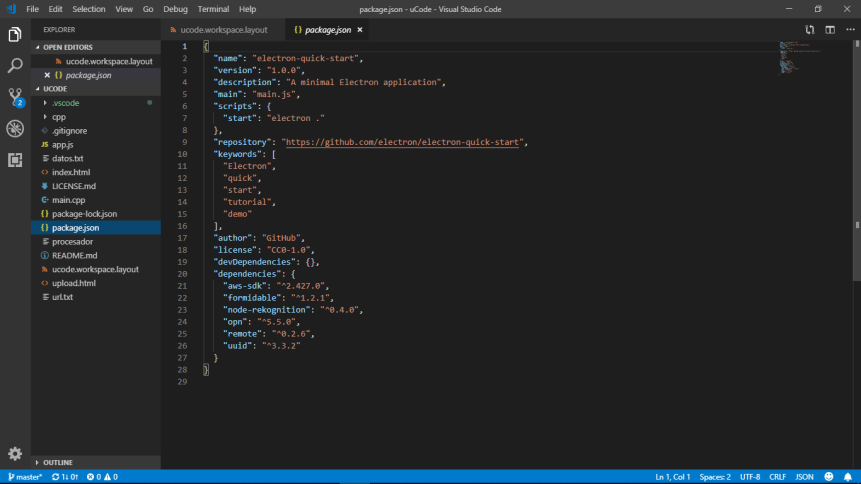 File Edit Selection View Go Debug Terminal Help
package.json - uCode - Visual Studio Code
EXPLORER
OPEN EDITORS
ucode.workspace.layout
package.json
UCODE
.vscode
cpp
.gitignore
app.js
datos.txt
index.html
LICENSE.md
main.cpp
package-lock.json
package.json
procesador
README.md
ucode.workspace.layout
upload.html
url.txt
OUTLINE
2
ucode.workspace.layout
package.json
1 {
2 "name": "electron-quick-start",
3 "version": "1.0.0",
4 "description": "A minimal Electron application",
5 "main": "main.js",
6 "scripts": {
7 "start": "electron ."
8 },
9 "repository": "https://github.com/electron/electron-quick-start",
10 "keywords": [
11 "Electron",
12 "quick",
13 "start",
14 "tutorial",
15 "demo"
16 ],
17 "author": "GitHub",
18 "license": "CC0-1.0",
19 "devDependencies": {},
20 "dependencies": {
21 "aws-sdk": "^2.427.0",
22 "formidable": "^1.2.1",
23 "node-rekognition": "^0.4.0",
24 "opn": "^5.5.0",
25 "remote": "^0.2.6",
26 "uuid": "^3.3.2"
27 }
28 }
29
master* 1↓ 0↑ 0 0
Ln 1, Col 1 Spaces: 2 UTF-8 CRLF JSON